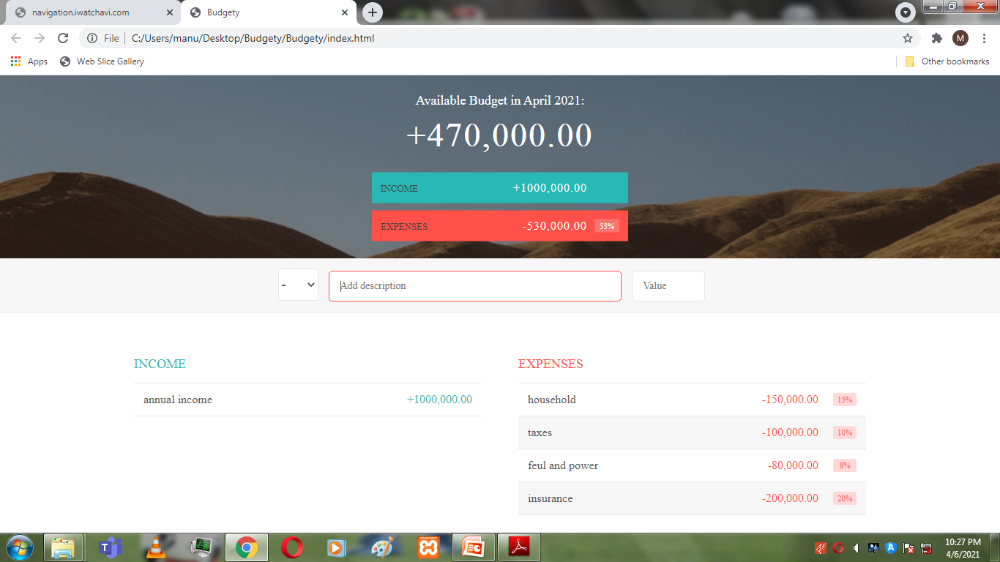 navigation.iwatchavi.com
Budgety
File
C:/Users/manu/Desktop/Budgety/Budgety/index.html
M
Apps
Web Slice Gallery
Other bookmarks
Available Budget in April 2021:
+470,000.00
INCOME +1000,000.00
EXPENSES -530,000.00 53%
- Add description Value
INCOME
annual income +1000,000.00
EXPENSES
household -150,000.00 15%
taxes -100,000.00 10%
feul and power -80,000.00 8%
insurance -200,000.00 20%
10:27 PM
4/6/2021